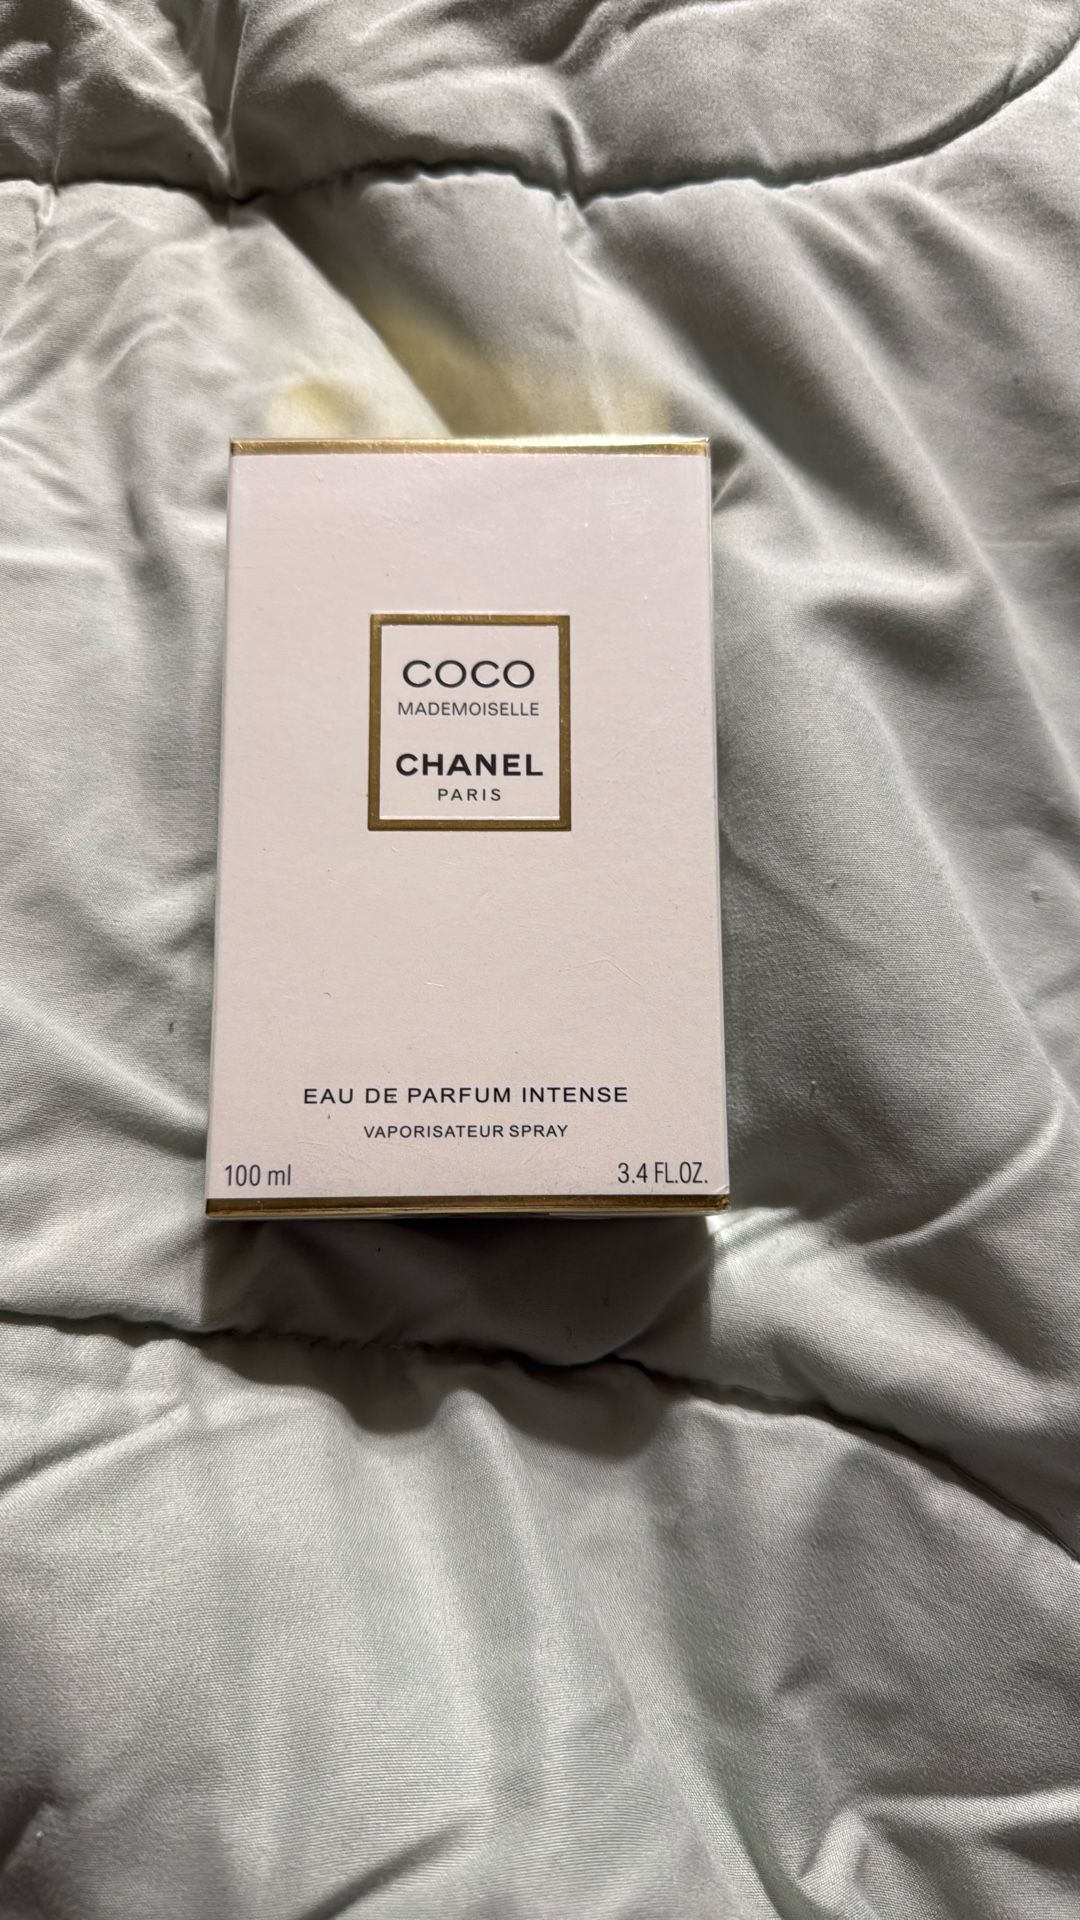 COCO
MADEMOISELLE
CHANEL
PARIS
EAU DE PARFUM INTENSE
VAPORISATEUR SPRAY
100 ml 3.4 FL.OZ.